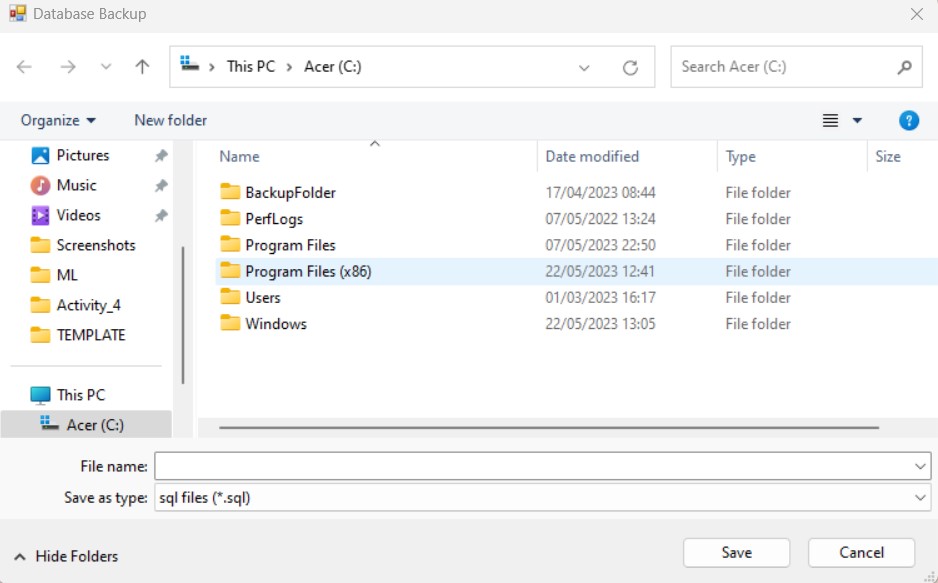 Database Backup
This PC > Acer (C:)
Search Acer (C:)
Organize
New folder
?
Pictures
Music
Videos
Screenshots
ML
Activity_4
TEMPLATE
This PC
Acer (C:)
Name Date modified Type Size
BackupFolder 17/04/2023 08:44 File folder
PerfLogs 07/05/2022 13:24 File folder
Program Files 07/05/2023 22:50 File folder
Program Files (x86) 22/05/2023 12:41 File folder
Users 01/03/2023 16:17 File folder
Windows 22/05/2023 13:05 File folder
File name:
Save as type: sql files (*.sql)
Hide Folders
Save
Cancel